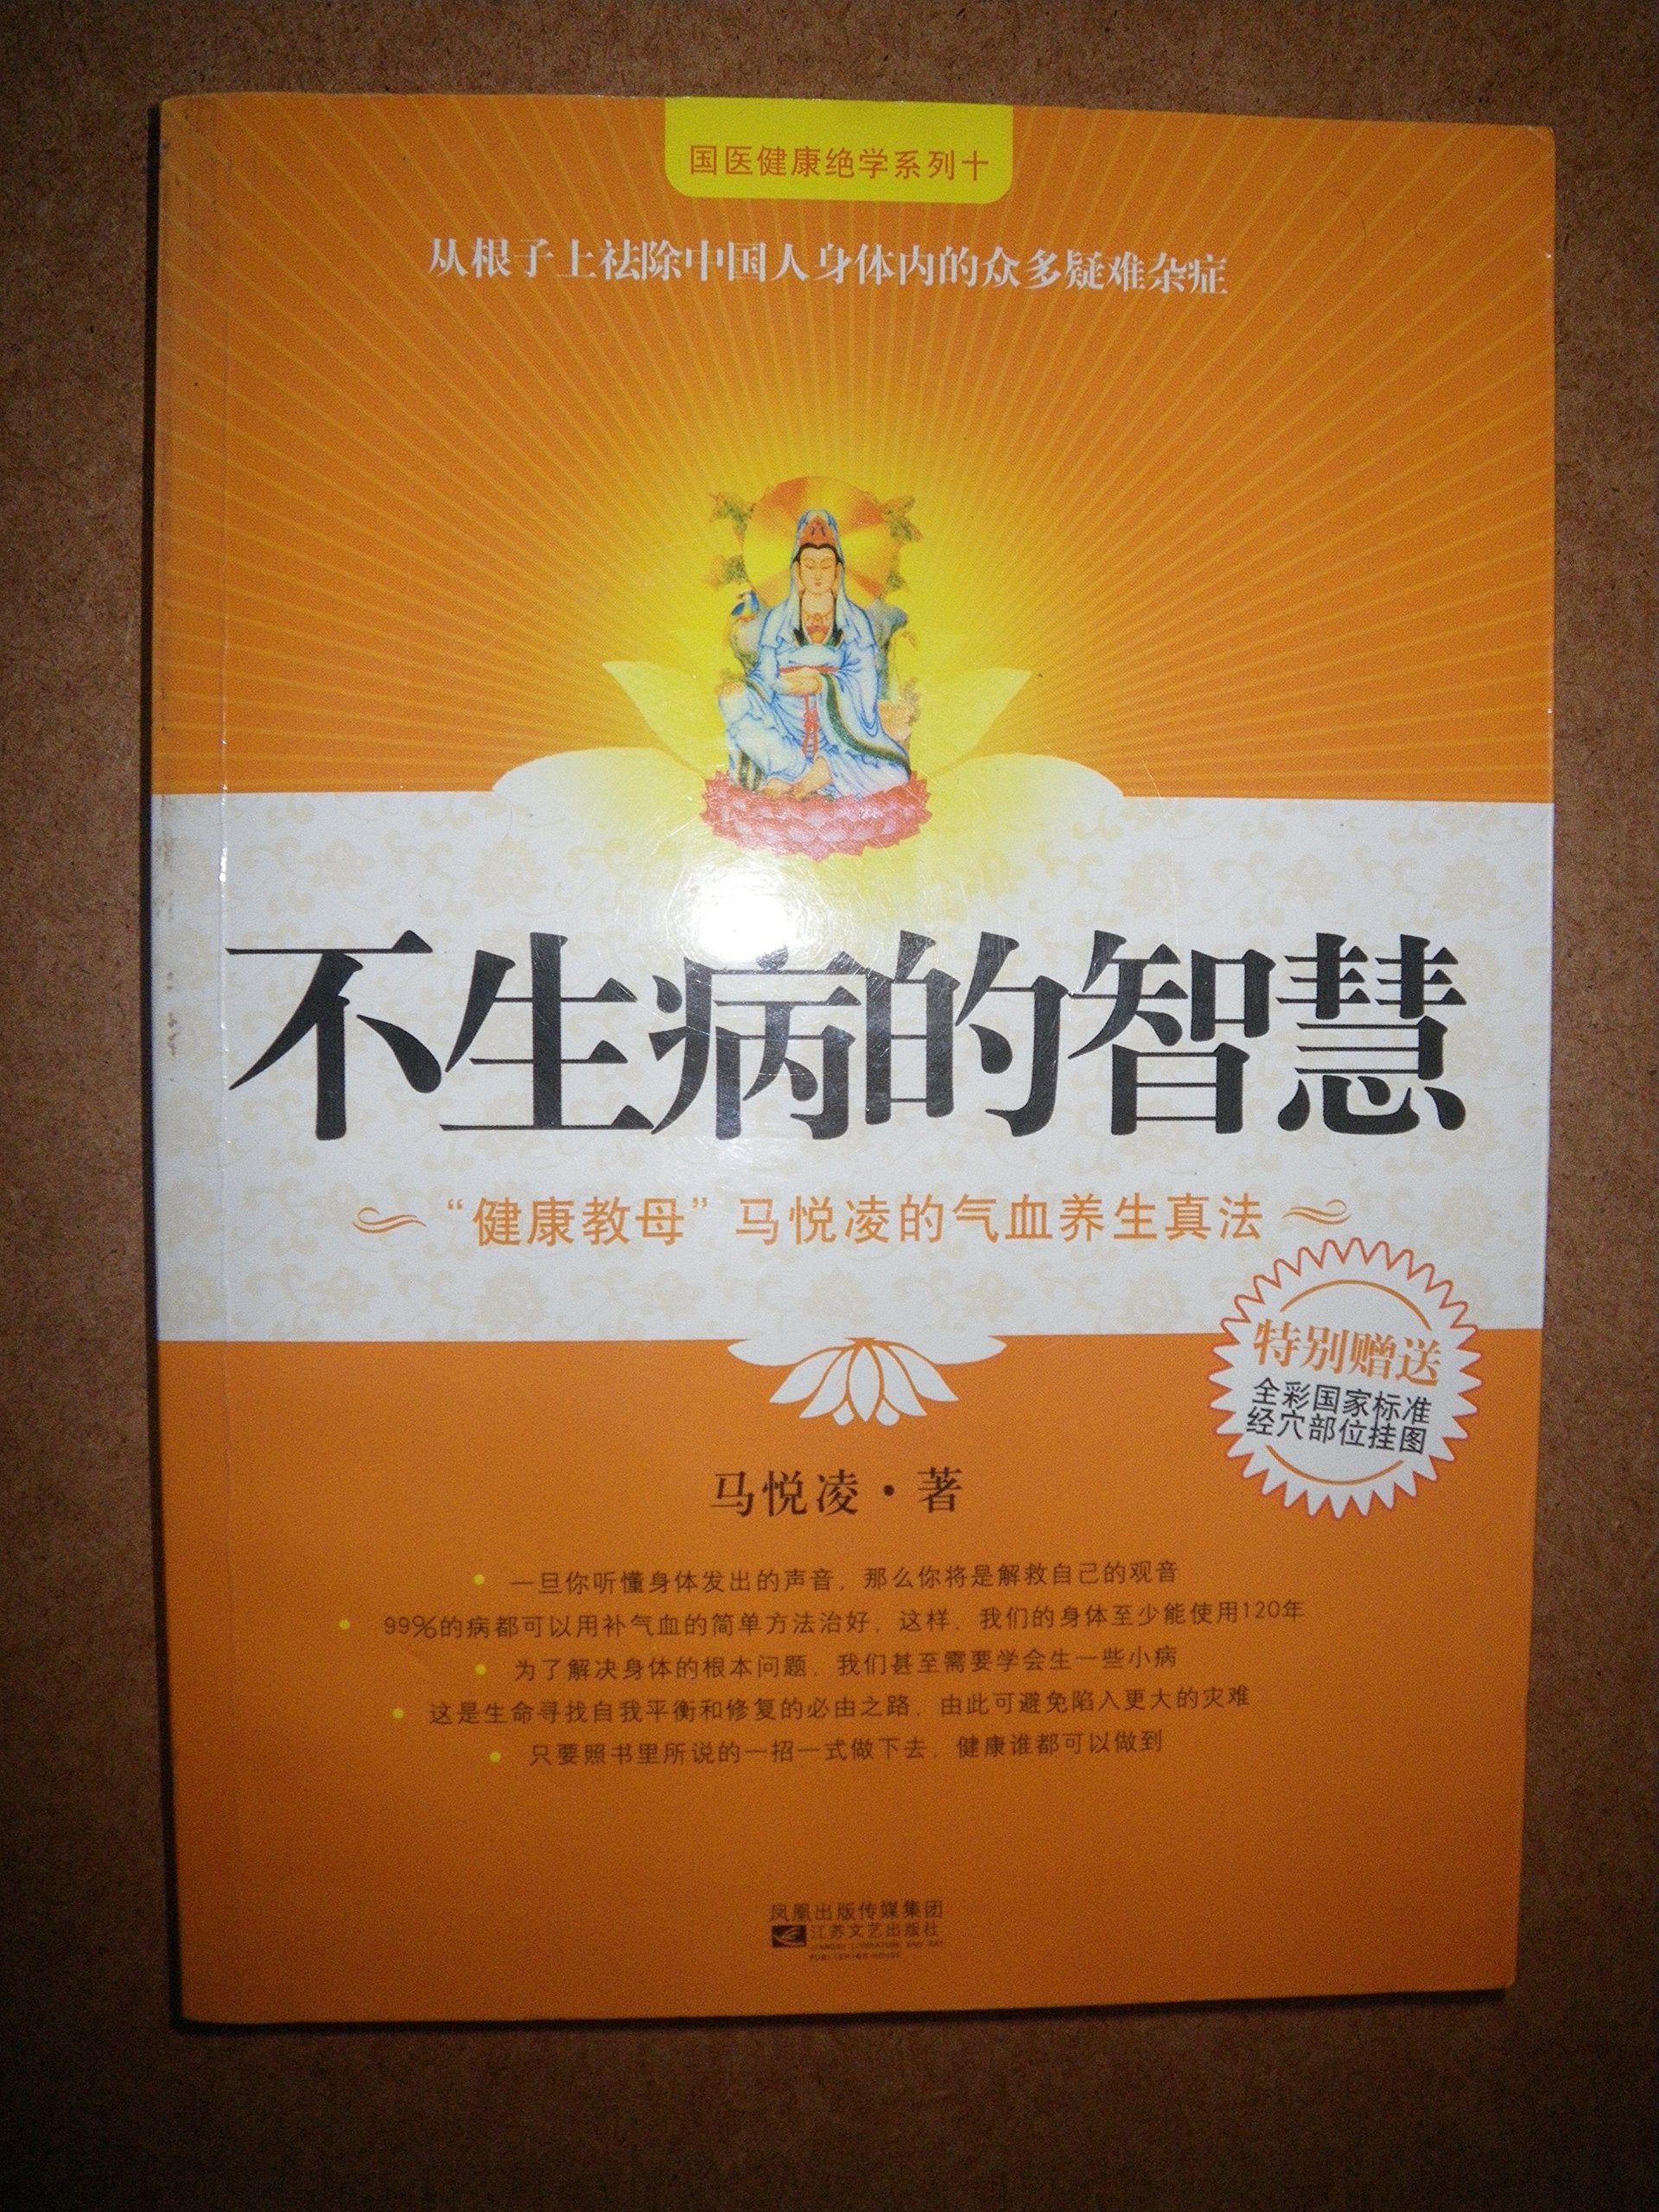 国医健康绝学系列十
从根子上祛除中国人身体内的众多疑难杂症
不生病的智慧
“健康教母”马悦凌的气血养生真法
特别赠送
全彩国家标准
经穴部位挂图
马悦凌·著
• 一旦你听懂身体发出的声音，那么你将是解救自己的观音
• 99%的病都可以用补气血的简单方法治好，这样，我们的身体至少能使用120年
• 为了解决身体的根本问题，我们甚至需要学会生一些小病
• 这是生命寻找自我平衡和修复的必由之路，由此可避免陷入更大的灾难
• 只要照书里所说的一招一式做下去，健康谁都可以做到
凤凰出版传媒集团
江苏文艺出版社
JIANGSU LITERATURE AND ART
PUBLISHING HOUSE